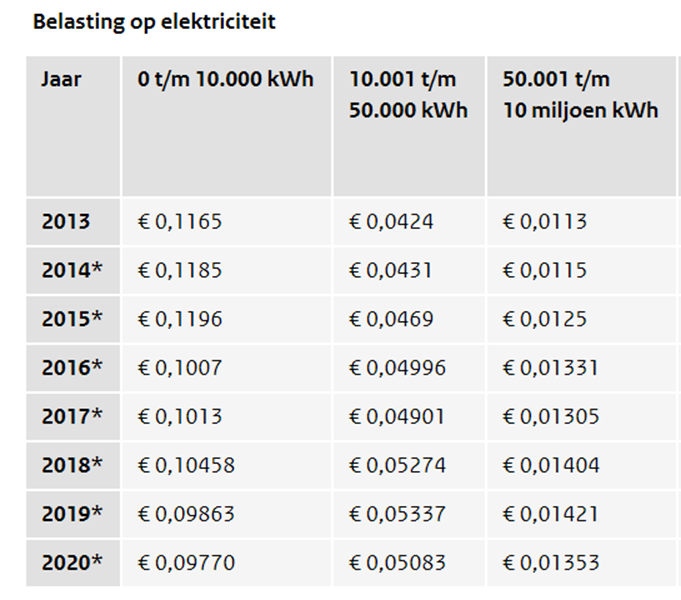 Belasting op elektriciteit
Jaar 0 t/m 10.000 kWh 10.001 t/m 50.000 kWh 50.001 t/m 10 miljoen kWh
2013 € 0,1165 € 0,0424 € 0,0113
2014* € 0,1185 € 0,0431 € 0,0115
2015* € 0,1196 € 0,0469 € 0,0125
2016* € 0,1007 € 0,04996 € 0,01331
2017* € 0,1013 € 0,04901 € 0,01305
2018* € 0,10458 € 0,05274 € 0,01404
2019* € 0,09863 € 0,05337 € 0,01421
2020* € 0,09770 € 0,05083 € 0,01353